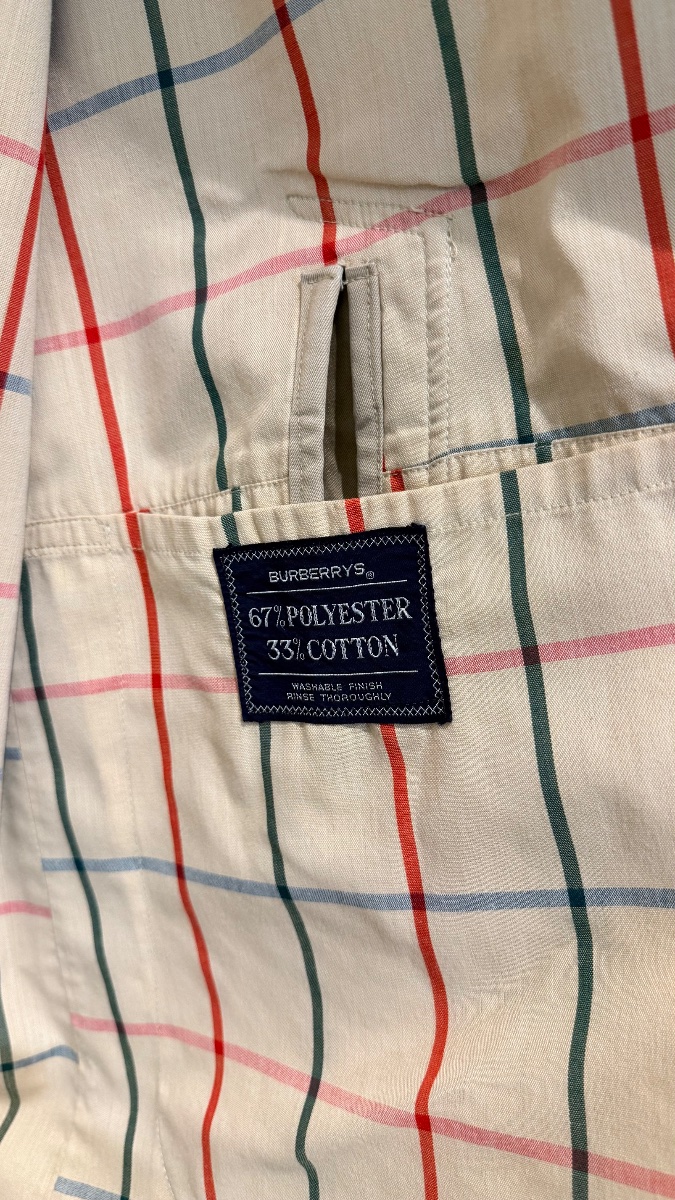 BURBERRYS®
67% POLYESTER
33% COTTON
WASHABLE FINISH
RINSE THOROUGHLY